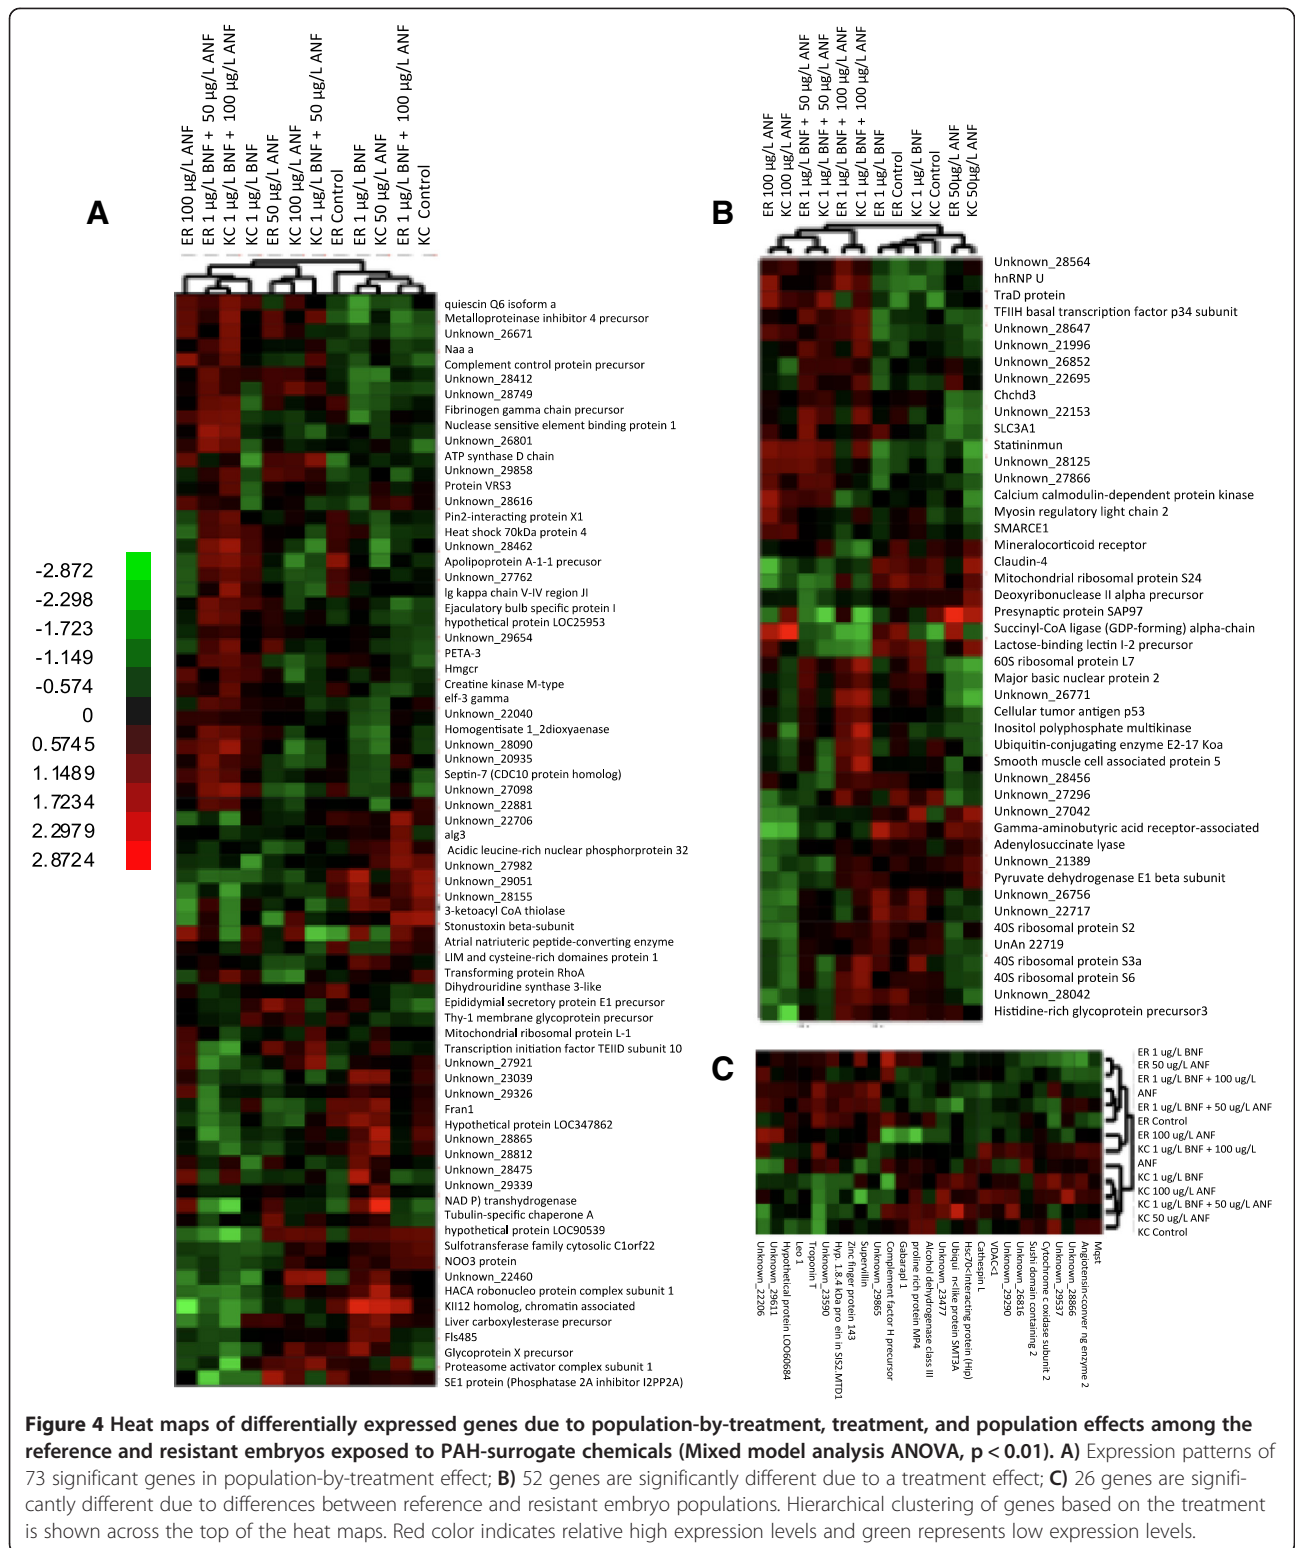 A
ER 100 µg/L ANF
ER 1 µg/L BNF + 50 µg/L ANF
KC 1 µg/L BNF + 100 µg/L ANF
KC 1 µg/L BNF
ER 50 µg/L ANF
KC 100 µg/L ANF
KC 1 µg/L BNF + 50 µg/L ANF
ER Control
ER 1 µg/L BNF
KC 50 µg/L ANF
ER 1 µg/L BNF + 100 µg/L ANF
KC Control
-2.872
-2.298
-1.723
-1.149
-0.574
0
0.5745
1.1489
1.7234
2.2979
2.8724
quiescin Q6 isoform a
Metalloproteinase inhibitor 4 precursor
Unknown_26671
Naa a
Complement control protein precursor
Unknown_28412
Unknown_28749
Fibrinogen gamma chain precursor
Nuclease sensitive element binding protein 1
Unknown_26801
ATP synthase D chain
Unknown_29858
Protein VRS3
Unknown_28616
Pin2-interacting protein X1
Heat shock 70kDa protein 4
Unknown_28462
Apolipoprotein A-1-1 precusor
Unknown_27762
Ig kappa chain V-IV region JI
Ejaculatory bulb specific protein I
hypothetical protein LOC25953
Unknown_29654
PETA-3
Hmgcr
Creatine kinase M-type
elf-3 gamma
Unknown_22040
Homogentisate 1_2dioxyaenase
Unknown_28090
Unknown_20935
Septin-7 (CDC10 protein homolog)
Unknown_27098
Unknown_22881
Unknown_22706
alg3
Acidic leucine-rich nuclear phosphorprotein 32
Unknown_27982
Unknown_29051
Unknown_28155
3-ketoacyl CoA thiolase
Stonustoxin beta-subunit
Atrial natriuteric peptide-converting enzyme
LIM and cysteine-rich domaines protein 1
Transforming protein RhoA
Dihydrouridine synthase 3-like
Epididymial secretory protein E1 precursor
Thy-1 membrane glycoprotein precursor
Mitochondrial ribosomal protein L-1
Transcription initiation factor TEIID subunit 10
Unknown_27921
Unknown_23039
Unknown_29326
Fran1
Hypothetical protein LOC347862
Unknown_28865
Unknown_28812
Unknown_28475
Unknown_29339
NAD P) transhydrogenase
Tubulin-specific chaperone A
hypothetical protein LOC90539
Sulfotransferase family cytosolic C1orf22
NOO3 protein
Unknown_22460
HACA robonucleo protein complex subunit 1
KII12 homolog, chromatin associated
Liver carboxylesterase precursor
Fls485
Glycoprotein X precursor
Proteasome activator complex subunit 1
SE1 protein (Phosphatase 2A inhibitor I2PP2A)
B
ER 100 µg/L ANF
KC 100 µg/L ANF
ER 1 µg/L BNF + 50 µg/L ANF
KC 1 µg/L BNF + 50 µg/L ANF
ER 1 µg/L BNF + 100 µg/L ANF
KC 1 µg/L BNF + 100 µg/L ANF
ER 1 µg/L BNF
ER Control
KC 1 µg/L BNF
KC Control
ER 50µg/L ANF
KC 50µg/L ANF
Unknown_28564
hnRNP U
TraD protein
TFIIH basal transcription factor p34 subunit
Unknown_28647
Unknown_21996
Unknown_26852
Unknown_22695
Chchd3
Unknown_22153
SLC3A1
Statininmun
Unknown_28125
Unknown_27866
Calcium calmodulin-dependent protein kinase
Myosin regulatory light chain 2
SMARCE1
Mineralocorticoid receptor
Claudin-4
Mitochondrial ribosomal protein S24
Deoxyribonuclease II alpha precursor
Presynaptic protein SAP97
Succinyl-CoA ligase (GDP-forming) alpha-chain
Lactose-binding lectin I-2 precursor
60S ribosomal protein L7
Major basic nuclear protein 2
Unknown_26771
Cellular tumor antigen p53
Inositol polyphosphate multikinase
Ubiquitin-conjugating enzyme E2-17 Koa
Smooth muscle cell associated protein 5
Unknown_28456
Unknown_27296
Unknown_27042
Gamma-aminobutyric acid receptor-associated
Adenylosuccinate lyase
Unknown_21389
Pyruvate dehydrogenase E1 beta subunit
Unknown_26756
Unknown_22717
40S ribosomal protein S2
UnAn 22719
40S ribosomal protein S3a
40S ribosomal protein S6
Unknown_28042
Histidine-rich glycoprotein precursor3
C
ER 1 ug/L BNF
ER 50 ug/L ANF
ER 1 ug/L BNF + 100 ug/L
ANF
ER 1 ug/L BNF + 50 ug/L ANF
ER Control
ER 100 ug/L ANF
KC 1 ug/L BNF + 100 ug/L
ANF
KC 1 ug/L BNF
KC 100 ug/L ANF
KC 1 ug/L BNF + 50 ug/L ANF
KC 50 ug/L ANF
KC Control
Unknown_22206
Unknown_29611
Hypothetical protein LOO60684
Leo 1
Troponin T
Unknown_23590
Hyp. 1.8.4 kDa pro ein in SIS2.MTD1
Zinc finger protein 143
Supervillin
Unknown_29865
Complement factor H precursor
Gabarapl 1
proline rich protein MP4
Alcohol dehydrogenase class III
Unknown_23477
Ubiqui n<like protein SMT3A
Hsc70<interacting protein (Hip)
Cathespin L
VDAC<1
Unknown_29290
Unknown_26816
Sushi domain containing 2
Cytochrome c oxidase subunit 2
Unknown_29537
Unknown_28866
Angiotensin<conver ng enzyme 2
Mqst
Figure 4 Heat maps of differentially expressed genes due to population-by-treatment, treatment, and population effects among the
reference and resistant embryos exposed to PAH-surrogate chemicals (Mixed model analysis ANOVA, p < 0.01). A) Expression patterns of
73 significant genes in population-by-treatment effect; B) 52 genes are significantly different due to a treatment effect; C) 26 genes are signifi-
cantly different due to differences between reference and resistant embryo populations. Hierarchical clustering of genes based on the treatment
is shown across the top of the heat maps. Red color indicates relative high expression levels and green represents low expression levels.